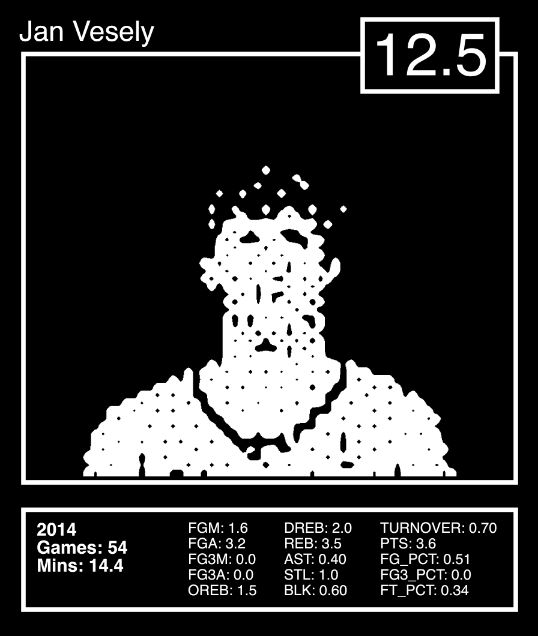 Jan Vesely
12.5
2014
Games: 54
Mins: 14.4
FGM: 1.6
FGA: 3.2
FG3M: 0.0
FG3A: 0.0
OREB: 1.5
DREB: 2.0
REB: 3.5
AST: 0.40
STL: 1.0
BLK: 0.60
TURNOVER: 0.70
PTS: 3.6
FG_PCT: 0.51
FG3_PCT: 0.0
FT_PCT: 0.34